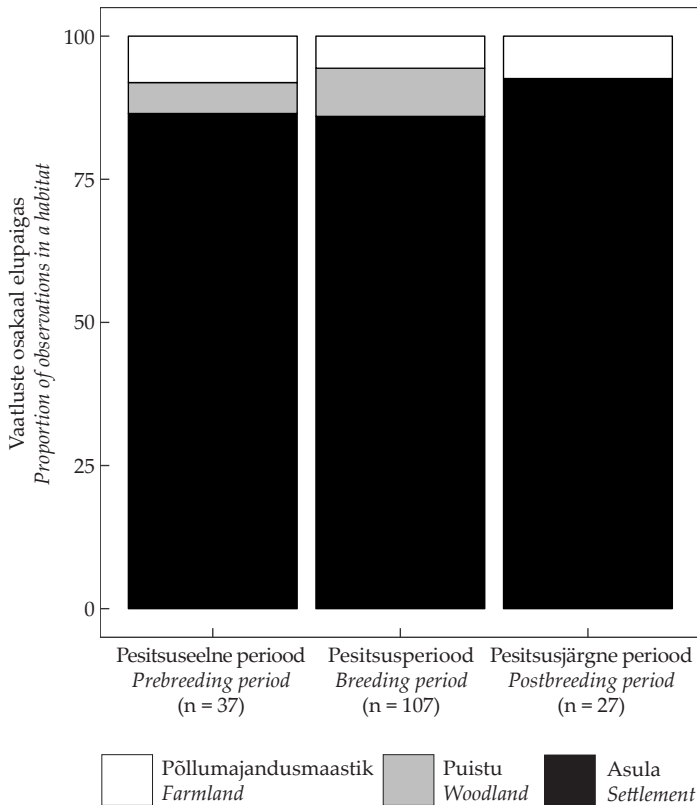 Vaatluste osakaal elupaigas
Proportion of observations in a habitat
100
75
50
25
0
Pesitsuseelne periood
Prebreeding period
(n = 37)
Pesitsusperiood
Breeding period
(n = 107)
Pesitsusjärgne periood
Postbreeding period
(n = 27)
Põllumajandusmaastik
Farmland
Puistu
Woodland
Asula
Settlement